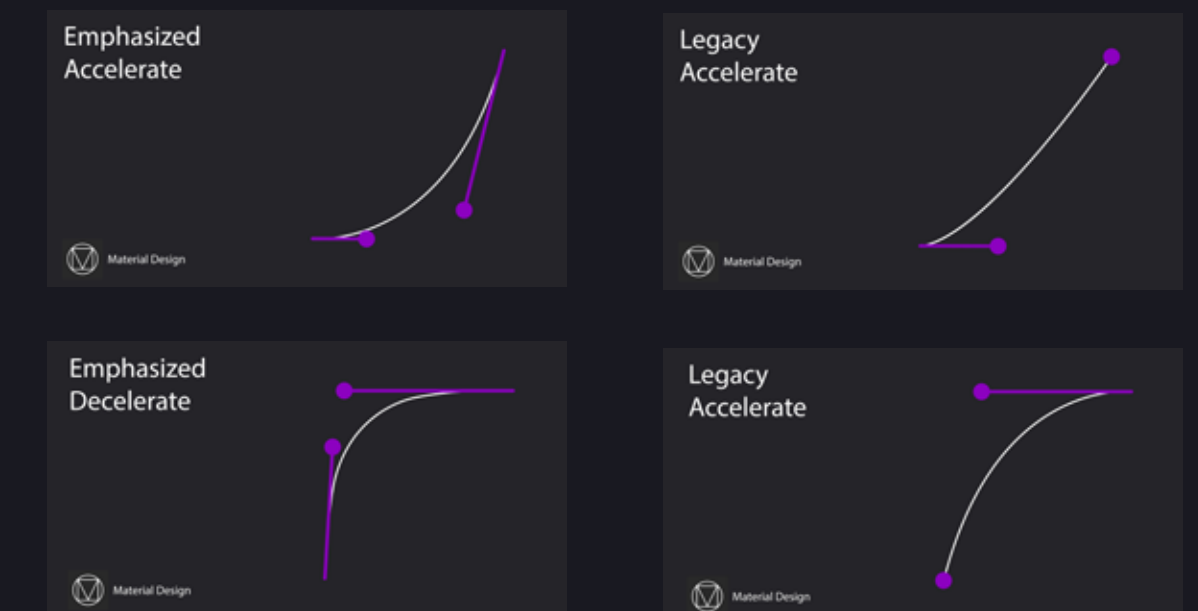 Emphasized
Accelerate
Material Design
Legacy
Accelerate
Material Design
Emphasized
Decelerate
Material Design
Legacy
Accelerate
Material Design